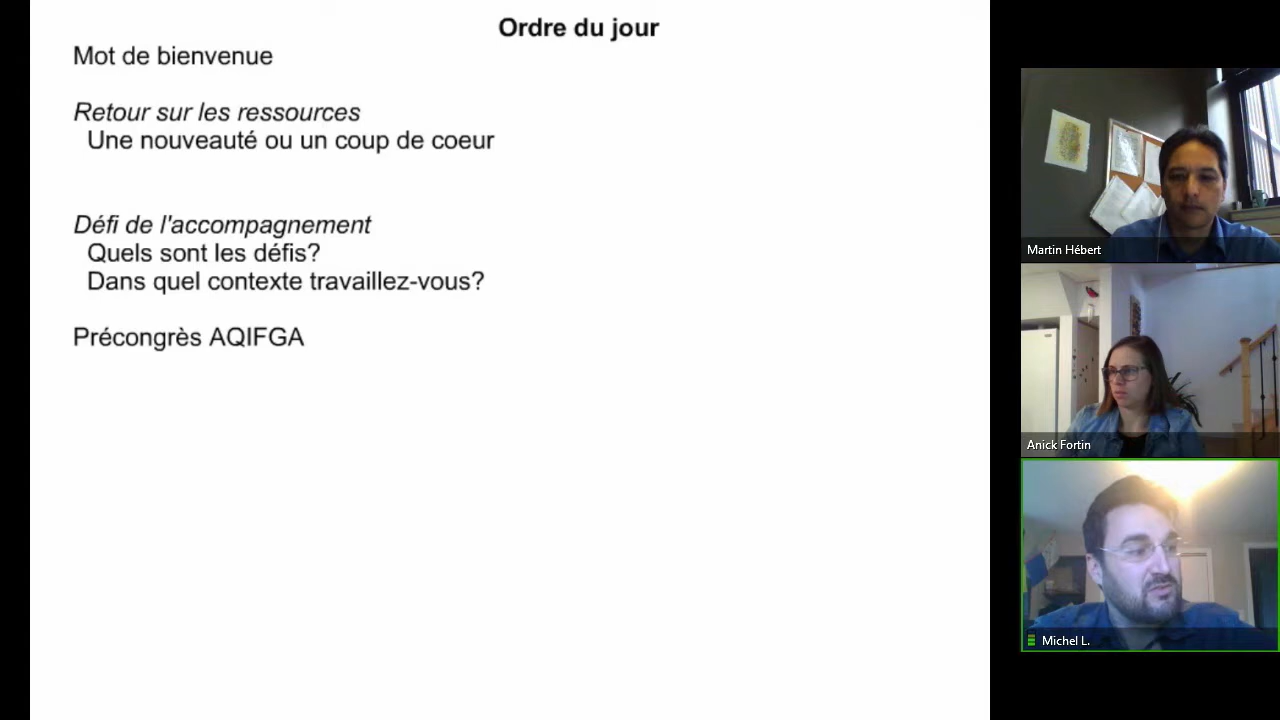 Ordre du jour
Mot de bienvenue
Retour sur les ressources
Une nouveauté ou un coup de coeur
Défi de l'accompagnement
Quels sont les défis?
Dans quel contexte travaillez-vous?
Précongrès AQIFGA
Martin Hébert
Anick Fortin
Michel L.